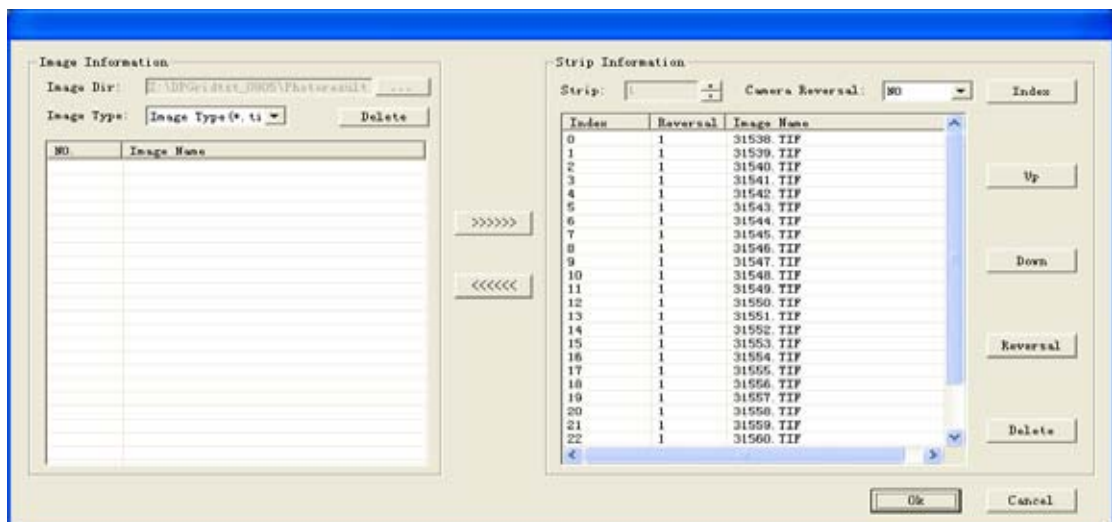 Image Information
Image Dir: ...
Image Type: Image Type(*.ti Delete
NO. Image Name
>>>>>>
<<<<<<
Strip Information
Strip: 1 Camera Reversal: NO Index
Index Reversal Image Name
0 1 31538.TIF
1 1 31539.TIF
2 1 31540.TIF
3 1 31541.TIF
4 1 31542.TIF
5 1 31543.TIF
6 1 31544.TIF
7 1 31545.TIF
8 1 31546.TIF
9 1 31547.TIF
10 1 31548.TIF
11 1 31549.TIF
12 1 31550.TIF
13 1 31551.TIF
14 1 31552.TIF
15 1 31553.TIF
16 1 31554.TIF
17 1 31555.TIF
18 1 31556.TIF
19 1 31557.TIF
20 1 31558.TIF
21 1 31559.TIF
22 1 31560.TIF
Up
Down
Reversal
Delete
Ok Cancel